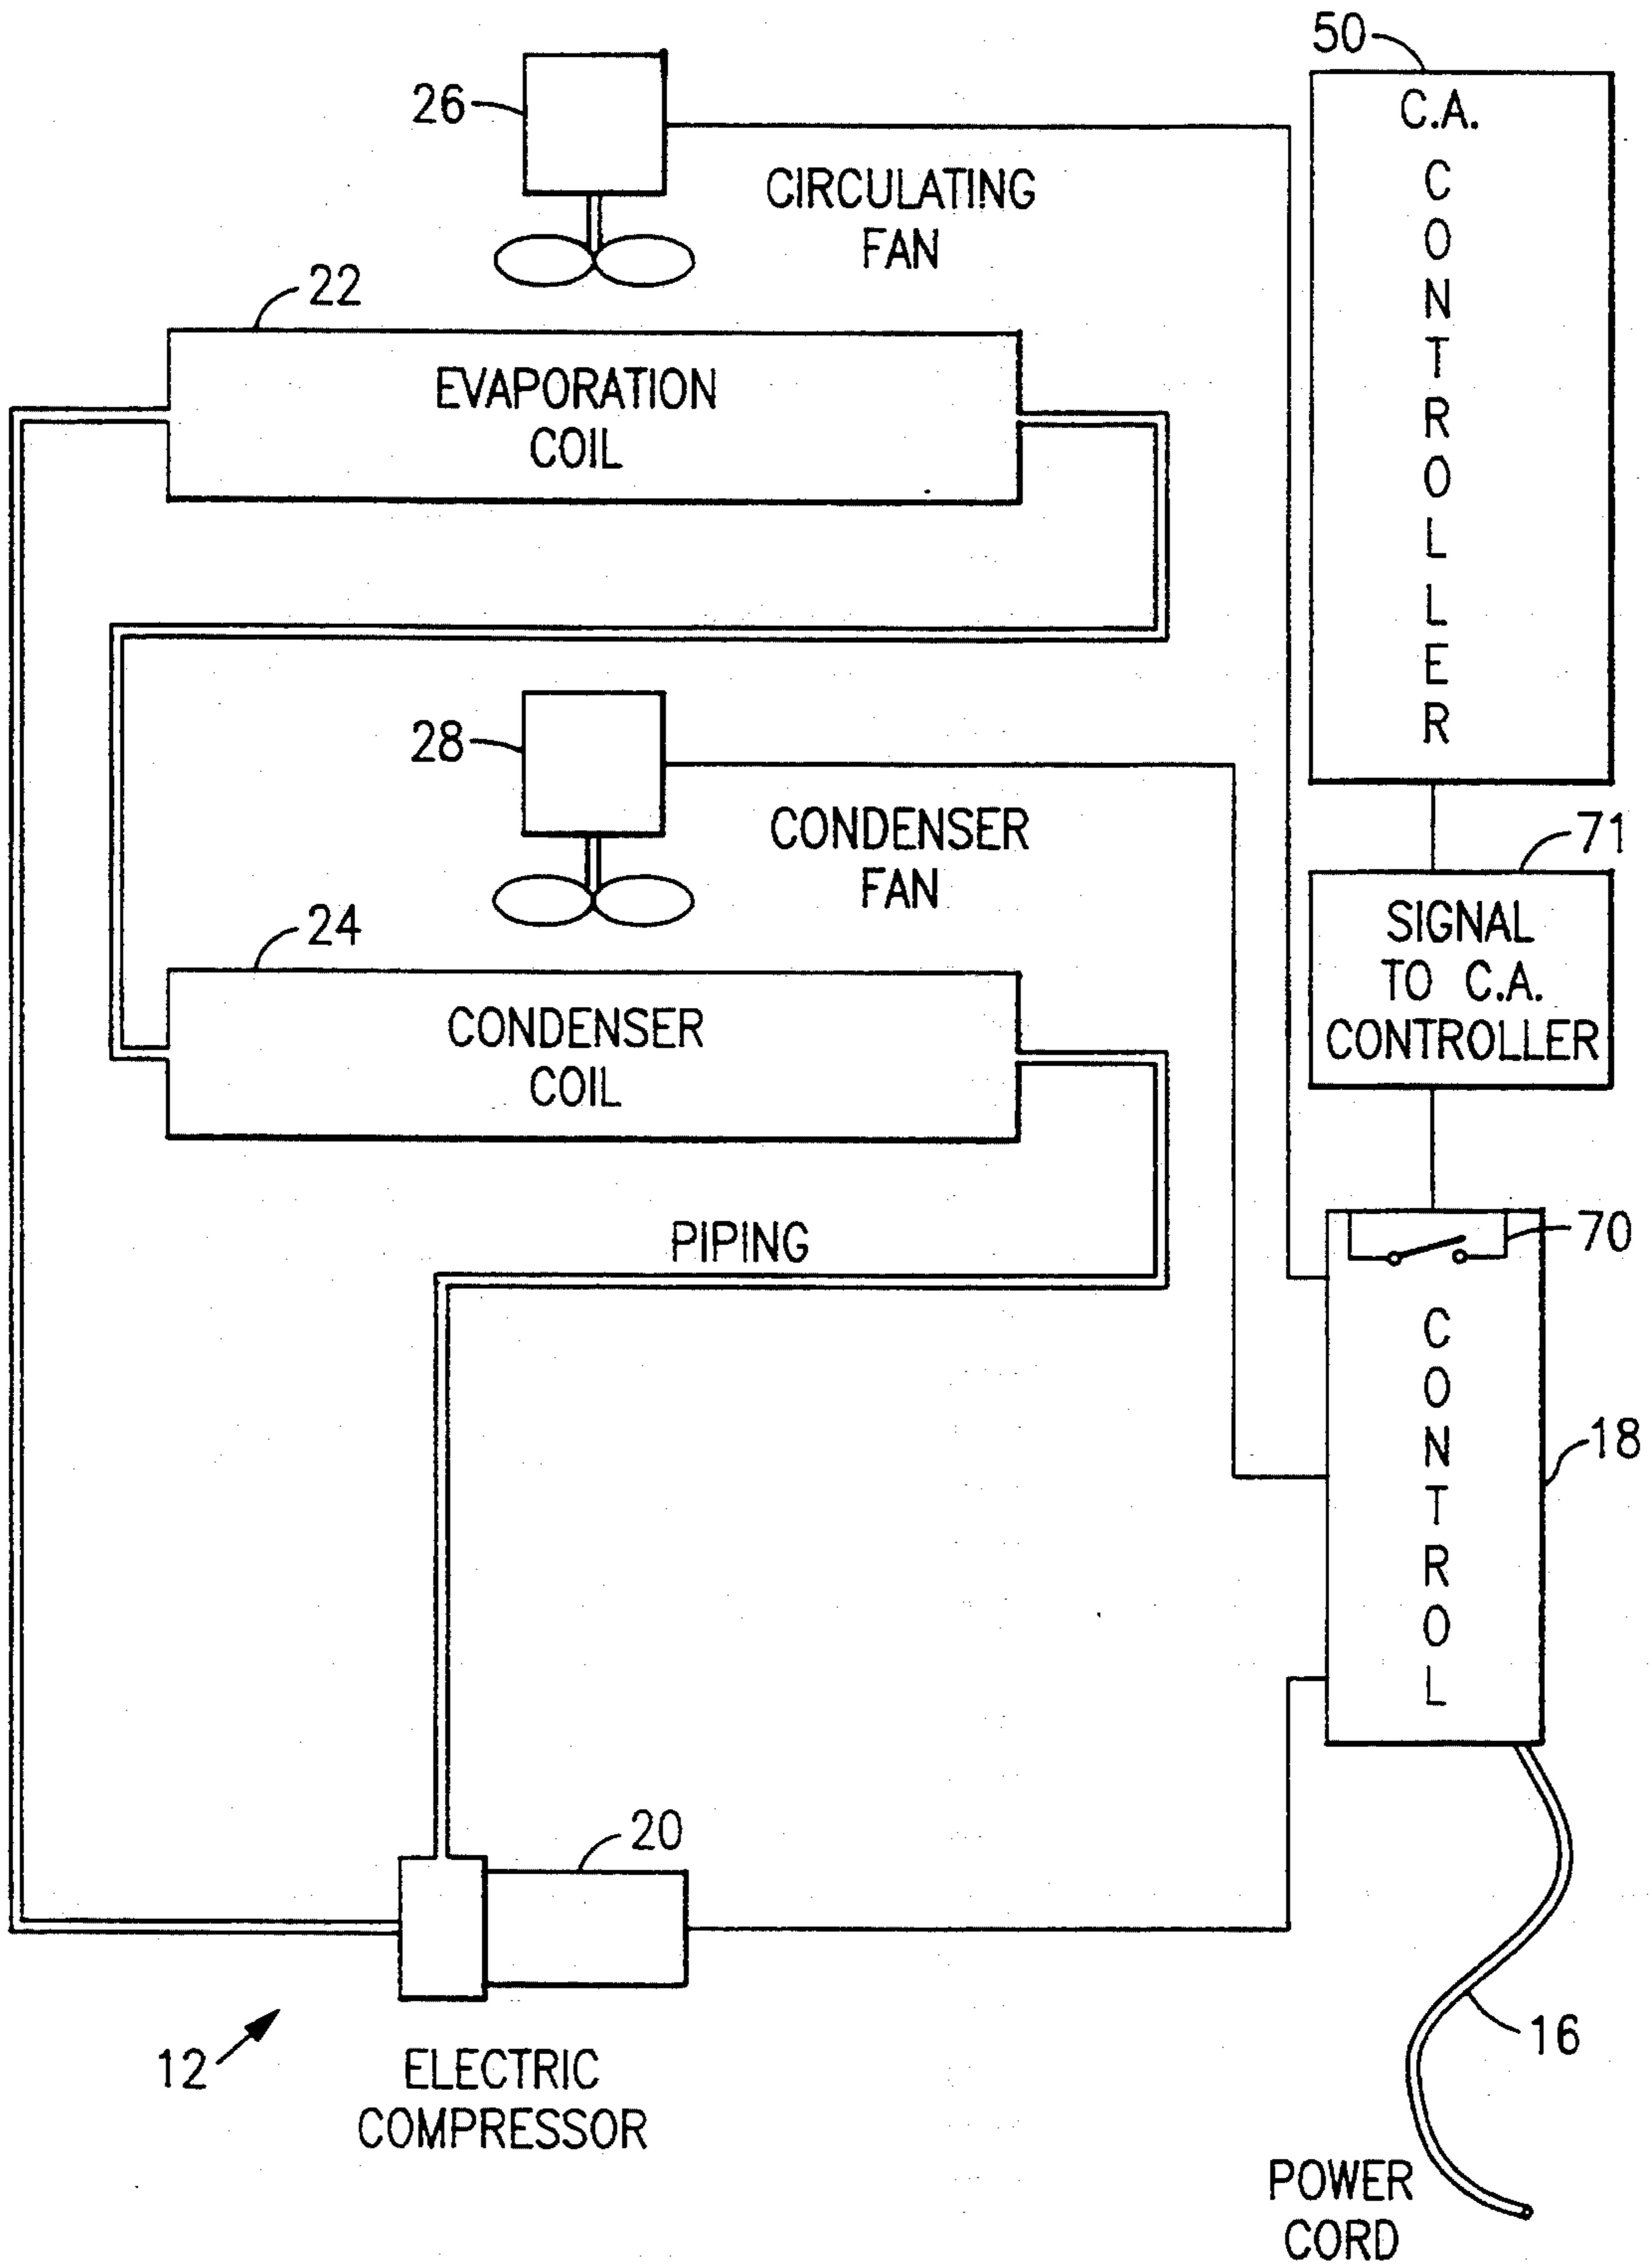 50
C.A.
C
O
N
T
R
O
L
L
E
R
26
CIRCULATING
FAN
22
EVAPORATION
COIL
28
CONDENSER
FAN
71
SIGNAL
TO C.A.
CONTROLLER
24
CONDENSER
COIL
PIPING
70
C
O
N
T
R
O
L
18
20
12
ELECTRIC
COMPRESSOR
16
POWER
CORD